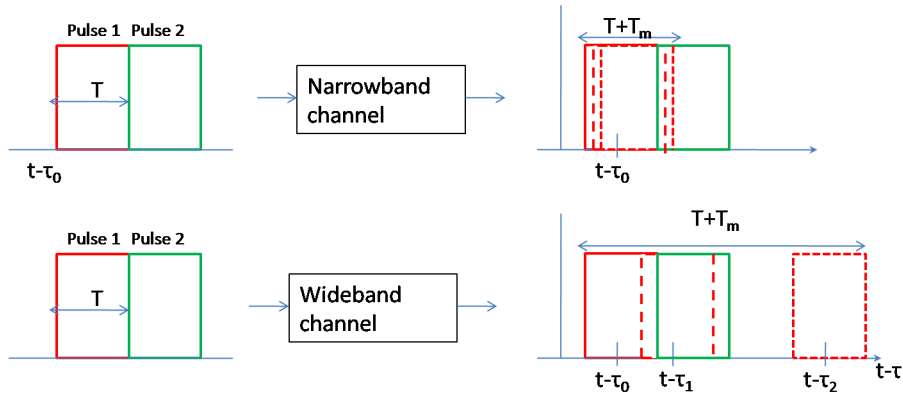 Pulse 1 Pulse 2
T
t-τ₀
Narrowband
channel
T+Tₘ
t-τ₀
Pulse 1 Pulse 2
T
Wideband
channel
T+Tₘ
t-τ₀
t-τ₁
t-τ₂
t-τ